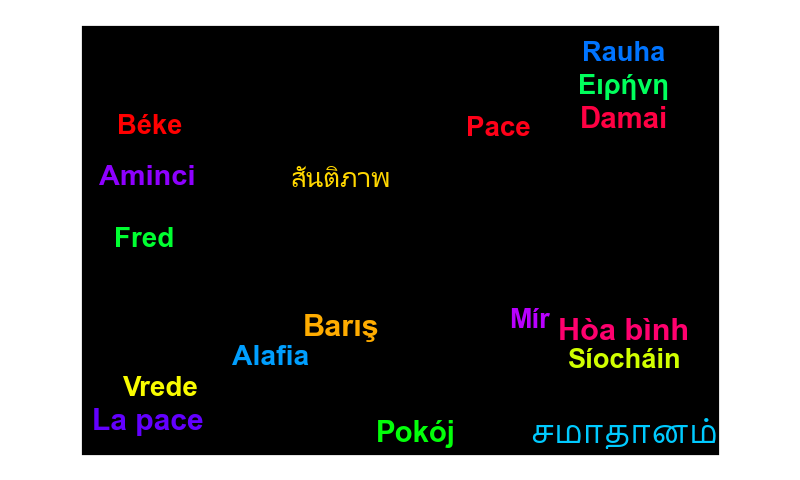 Rauha
Ειρήνη
Damai
Béke
Pace
Aminci
สันติภาพ
Fred
Barış
Mír
Hòa bình
Alafia
Síocháin
Vrede
La pace
Pokój
சமாதானம்